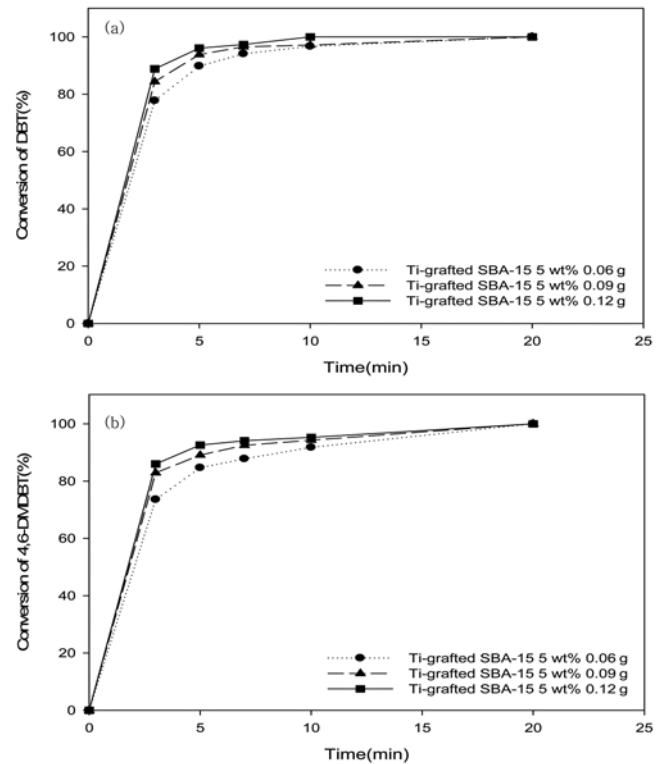 (a)
Conversion of DBT(%)
100
80
60
40
20
0
Ti-grafted SBA-15 5 wt% 0.06 g
Ti-grafted SBA-15 5 wt% 0.09 g
Ti-grafted SBA-15 5 wt% 0.12 g
0 5 10 15 20 25
Time(min)
(b)
Conversion of 4,6-DMDBT(%)
100
80
60
40
20
0
Ti-grafted SBA-15 5 wt% 0.06 g
Ti-grafted SBA-15 5 wt% 0.09 g
Ti-grafted SBA-15 5 wt% 0.12 g
0 5 10 15 20 25
Time(min)